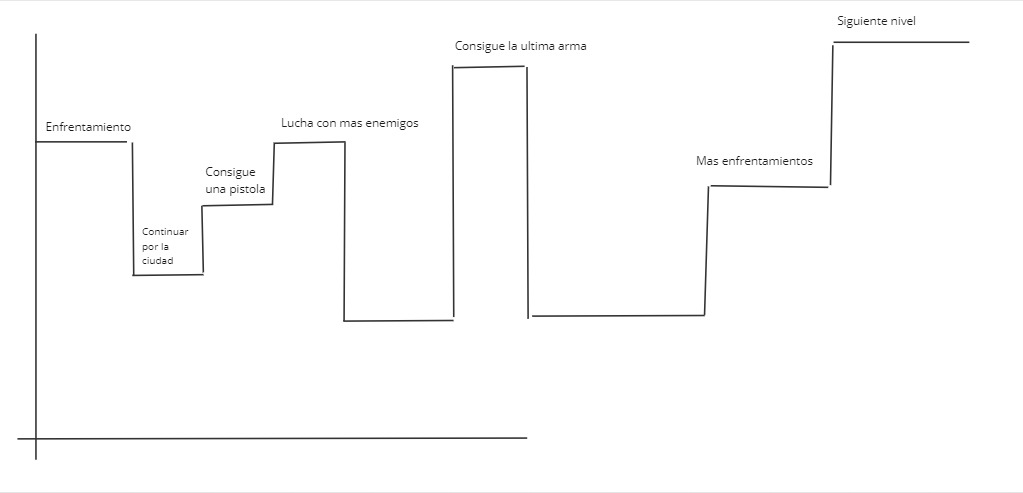 Enfrentamiento
Continuar
por la
ciudad
Consigue
una pistola
Lucha con mas enemigos
Consigue la ultima arma
Mas enfrentamientos
Siguiente nivel